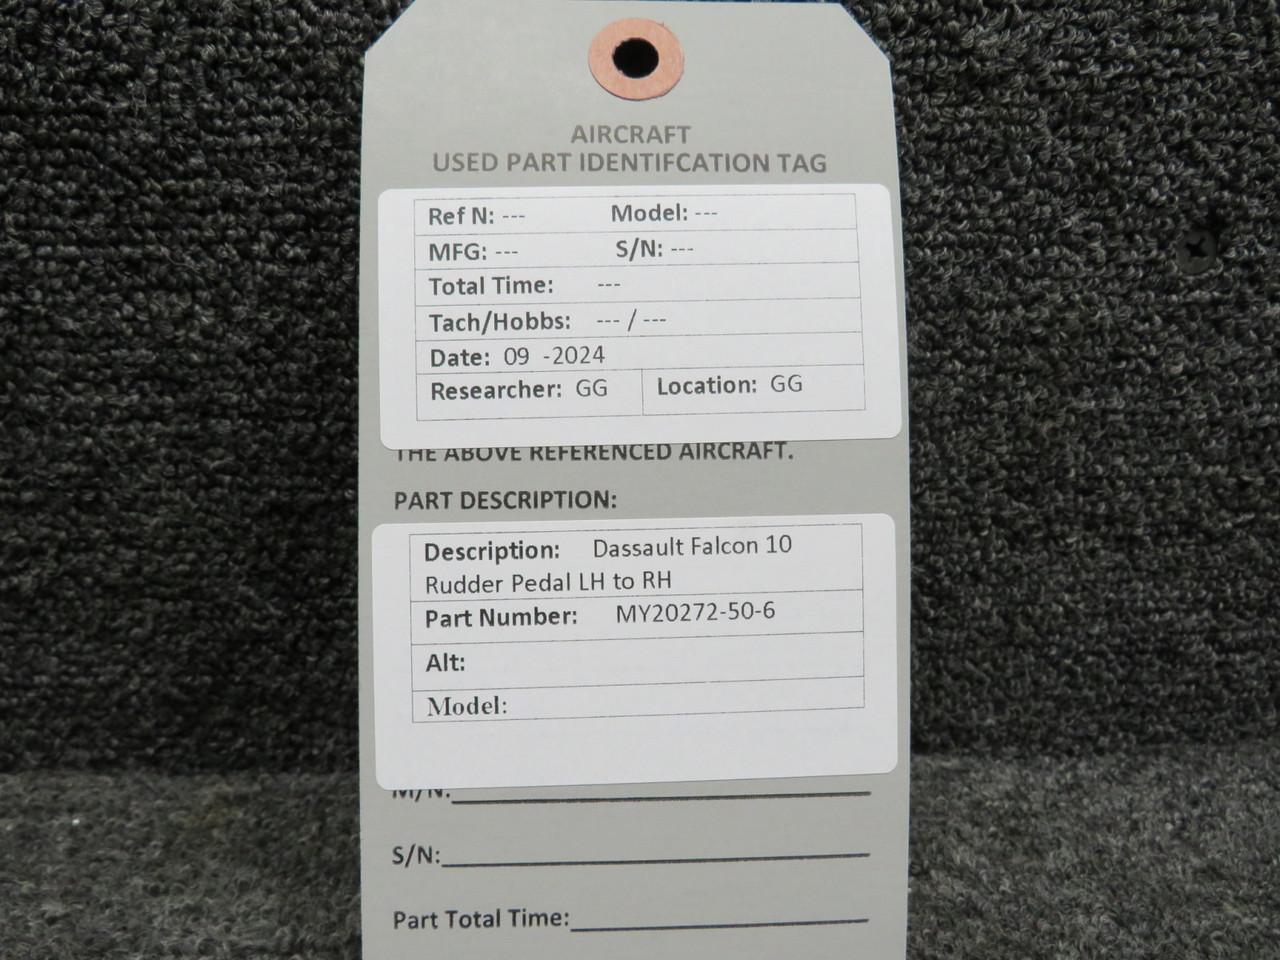 AIRCRAFT
USED PART IDENTIFCATION TAG
Ref N: --- Model: ---
MFG: --- S/N: ---
Total Time: ---
Tach/Hobbs: --- / ---
Date: 09 -2024
Researcher: GG Location: GG
THE ABOVE REFERENCED AIRCRAFT.
PART DESCRIPTION:
Description: Dassault Falcon 10
Rudder Pedal LH to RH
Part Number: MY20272-50-6
Alt:
Model:
M/N:
S/N:
Part Total Time: